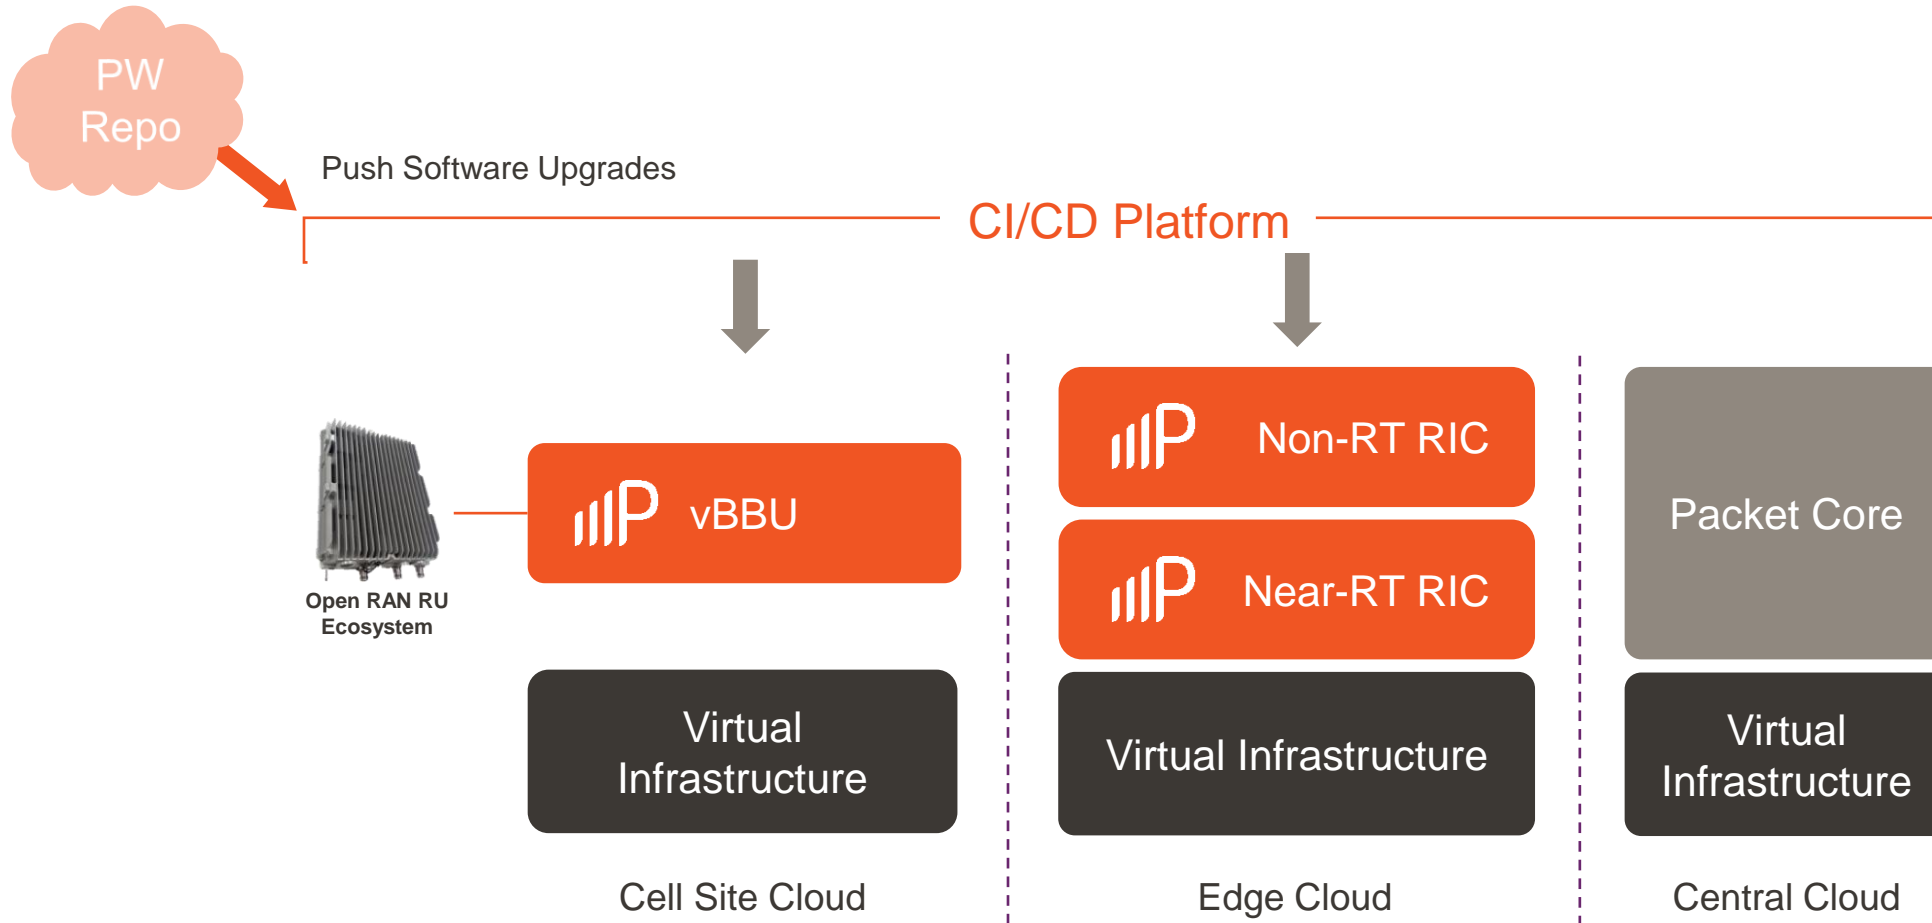 PW
Repo
Push Software Upgrades
CI/CD Platform
Open RAN RU
Ecosystem
vBBU
Virtual
Infrastructure
Cell Site Cloud
Non-RT RIC
Near-RT RIC
Virtual Infrastructure
Edge Cloud
Packet Core
Virtual
Infrastructure
Central Cloud